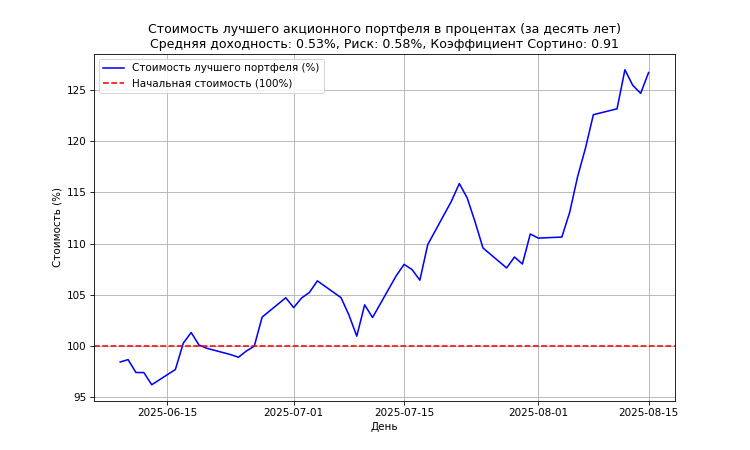 Стоимость лучшего акционного портфеля в процентах (за десять лет)
Средняя доходность: 0.53%, Риск: 0.58%, Коэффициент Сортино: 0.91
Стоимость лучшего портфеля (%)
Начальная стоимость (100%)
Стоимость (%)
125
120
115
110
105
100
95
2025-06-15
2025-07-01
2025-07-15
2025-08-01
2025-08-15
День